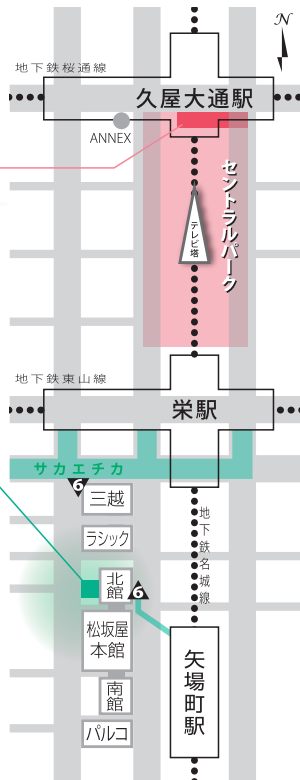 N
地下鉄桜通線
久屋大通駅
ANNEX
セントラルパーク
テレビ塔
地下鉄東山線
栄駅
サカエチカ
6
三越
地下鉄名城線
ラシック
北館
6
松坂屋
本館
矢場町駅
南館
パルコ